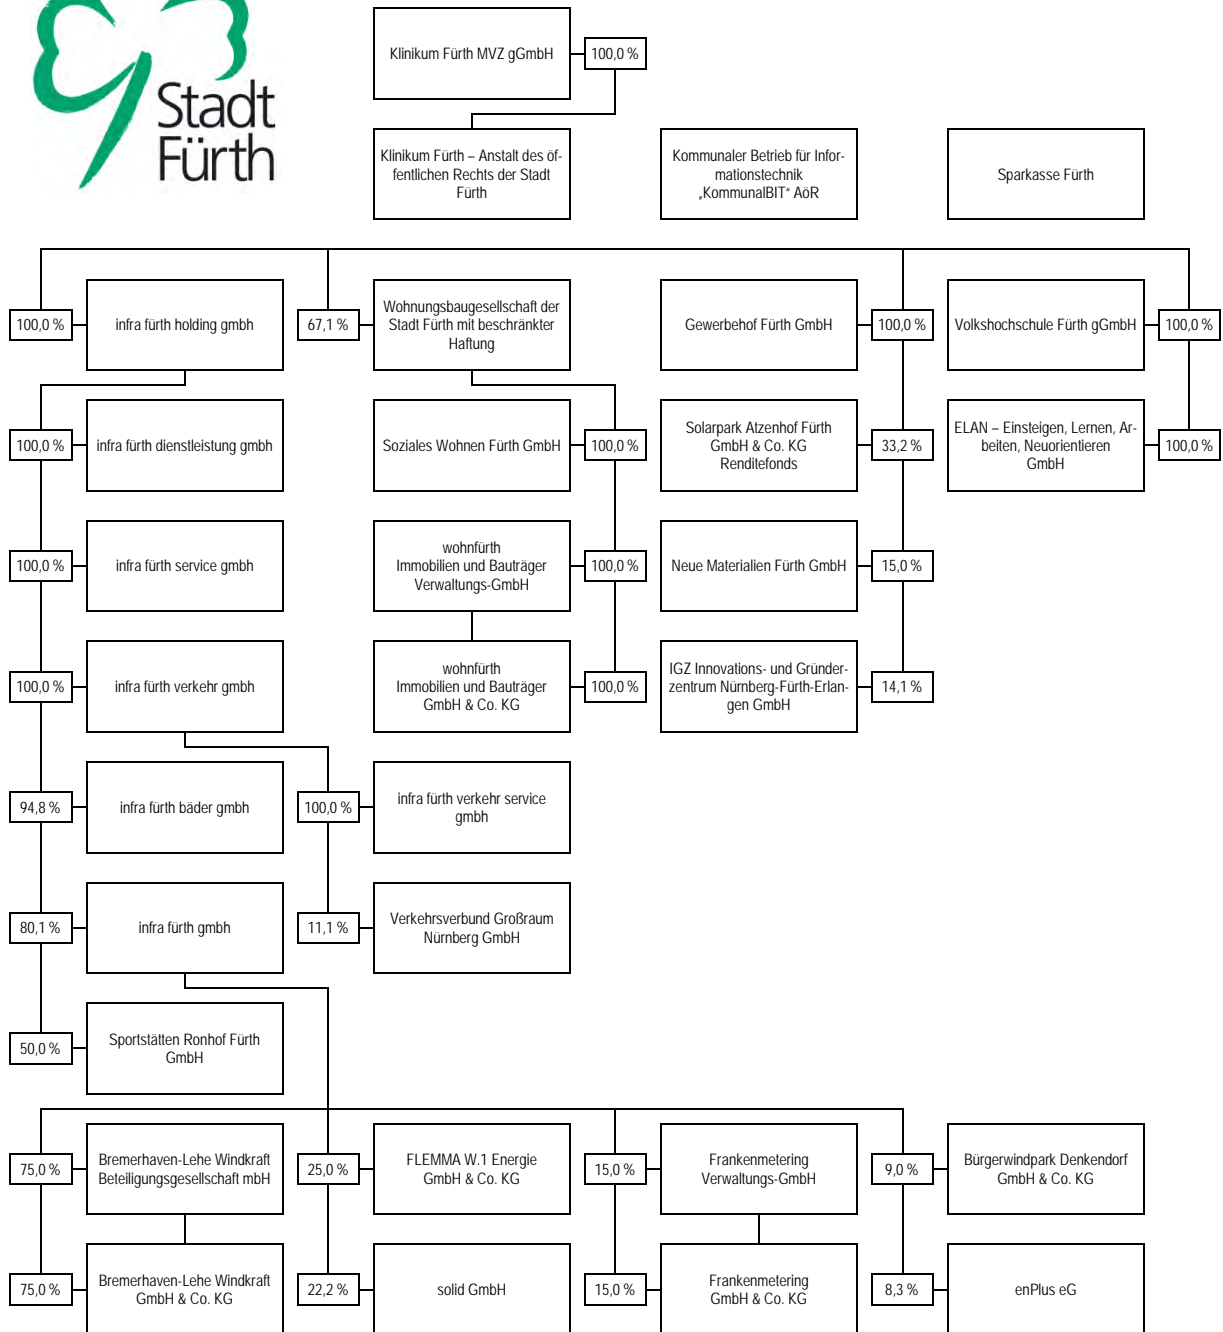 Stadt
Fürth
Klinikum Fürth MVZ gGmbH
100,0 %
Klinikum Fürth – Anstalt des öf-
fentlichen Rechts der Stadt
Fürth
Kommunaler Betrieb für Infor-
mationstechnik
„KommunalBIT“ AöR
Sparkasse Fürth
100,0 %
infra fürth holding gmbh
67,1 %
Wohnungsbaugesellschaft der
Stadt Fürth mit beschränkter
Haftung
Gewerbehof Fürth GmbH
100,0 %
Volkshochschule Fürth gGmbH
100,0 %
100,0 %
infra fürth dienstleistung gmbh
Soziales Wohnen Fürth GmbH
100,0 %
Solarpark Atzenhof Fürth
GmbH & Co. KG
Renditefonds
33,2 %
ELAN – Einsteigen, Lernen, Ar-
beiten, Neuorientieren
GmbH
100,0 %
100,0 %
infra fürth service gmbh
wohnfürth
Immobilien und Bauträger
Verwaltungs-GmbH
100,0 %
Neue Materialien Fürth GmbH
15,0 %
100,0 %
infra fürth verkehr gmbh
wohnfürth
Immobilien und Bauträger
GmbH & Co. KG
100,0 %
IGZ Innovations- und Gründer-
zentrum Nürnberg-Fürth-Erlan-
gen GmbH
14,1 %
94,8 %
infra fürth bäder gmbh
100,0 %
infra fürth verkehr service
gmbh
80,1 %
infra fürth gmbh
11,1 %
Verkehrsverbund Großraum
Nürnberg GmbH
50,0 %
Sportstätten Ronhof Fürth
GmbH
75,0 %
Bremerhaven-Lehe Windkraft
Beteiligungsgesellschaft mbH
25,0 %
FLEMMA W.1 Energie
GmbH & Co. KG
15,0 %
Frankenmetering
Verwaltungs-GmbH
9,0 %
Bürgerwindpark Denkendorf
GmbH & Co. KG
75,0 %
Bremerhaven-Lehe Windkraft
GmbH & Co. KG
22,2 %
solid GmbH
15,0 %
Frankenmetering
GmbH & Co. KG
8,3 %
enPlus eG